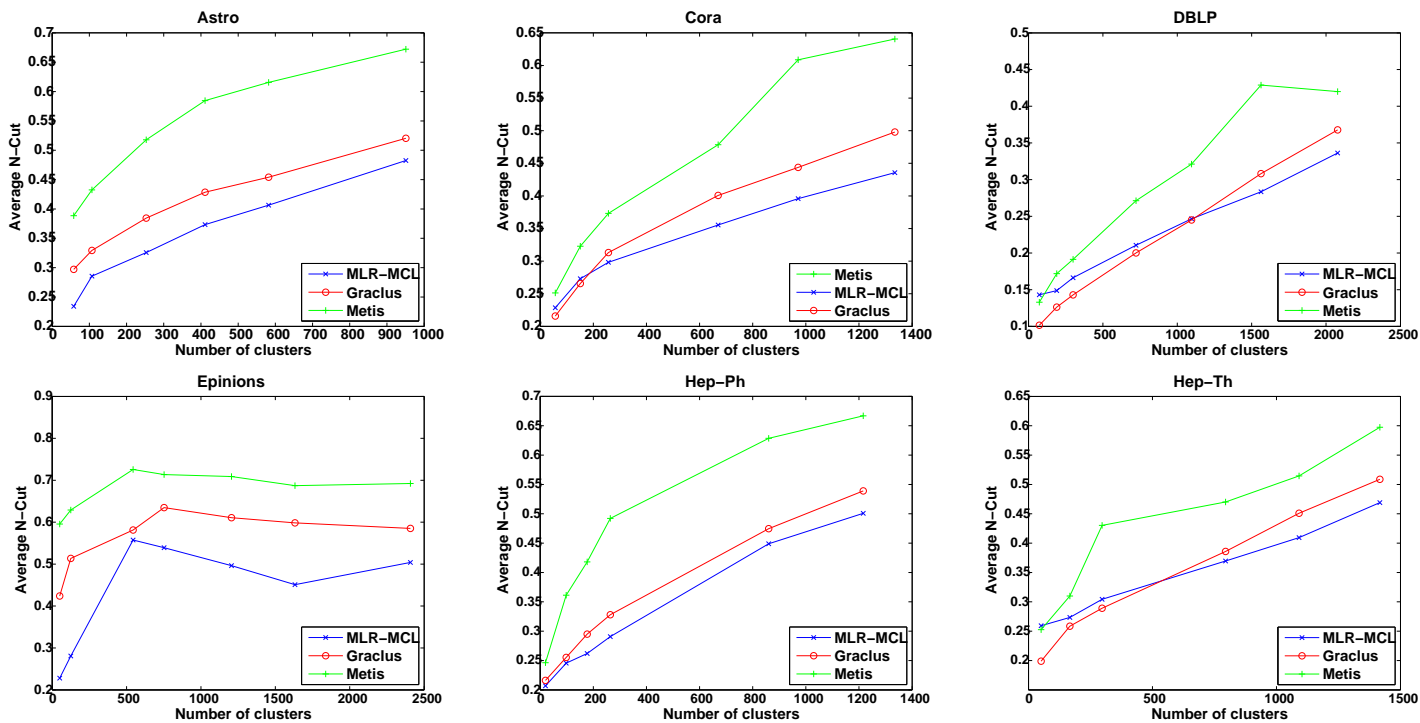 Astro
0.7
0.65
0.6
0.55
0.5
0.45
0.4
0.35
0.3
0.25
0.2
Average N−Cut
0 100 200 300 400 500 600 700 800 900 1000
Number of clusters
MLR−MCL
Graclus
Metis
Cora
0.65
0.6
0.55
0.5
0.45
0.4
0.35
0.3
0.25
0.2
Average N−Cut
0 200 400 600 800 1000 1200 1400
Number of clusters
Metis
MLR−MCL
Graclus
DBLP
0.5
0.45
0.4
0.35
0.3
0.25
0.2
0.15
0.1
Average N−Cut
0 500 1000 1500 2000 2500
Number of clusters
MLR−MCL
Graclus
Metis
Epinions
0.9
0.8
0.7
0.6
0.5
0.4
0.3
0.2
Average N−Cut
0 500 1000 1500 2000 2500
Number of clusters
MLR−MCL
Graclus
Metis
Hep−Ph
0.7
0.65
0.6
0.55
0.5
0.45
0.4
0.35
0.3
0.25
0.2
Average N−Cut
0 200 400 600 800 1000 1200 1400
Number of clusters
MLR−MCL
Graclus
Metis
Hep−Th
0.65
0.6
0.55
0.5
0.45
0.4
0.35
0.3
0.25
0.2
Average N−Cut
0 500 1000 1500
Number of clusters
MLR−MCL
Graclus
Metis